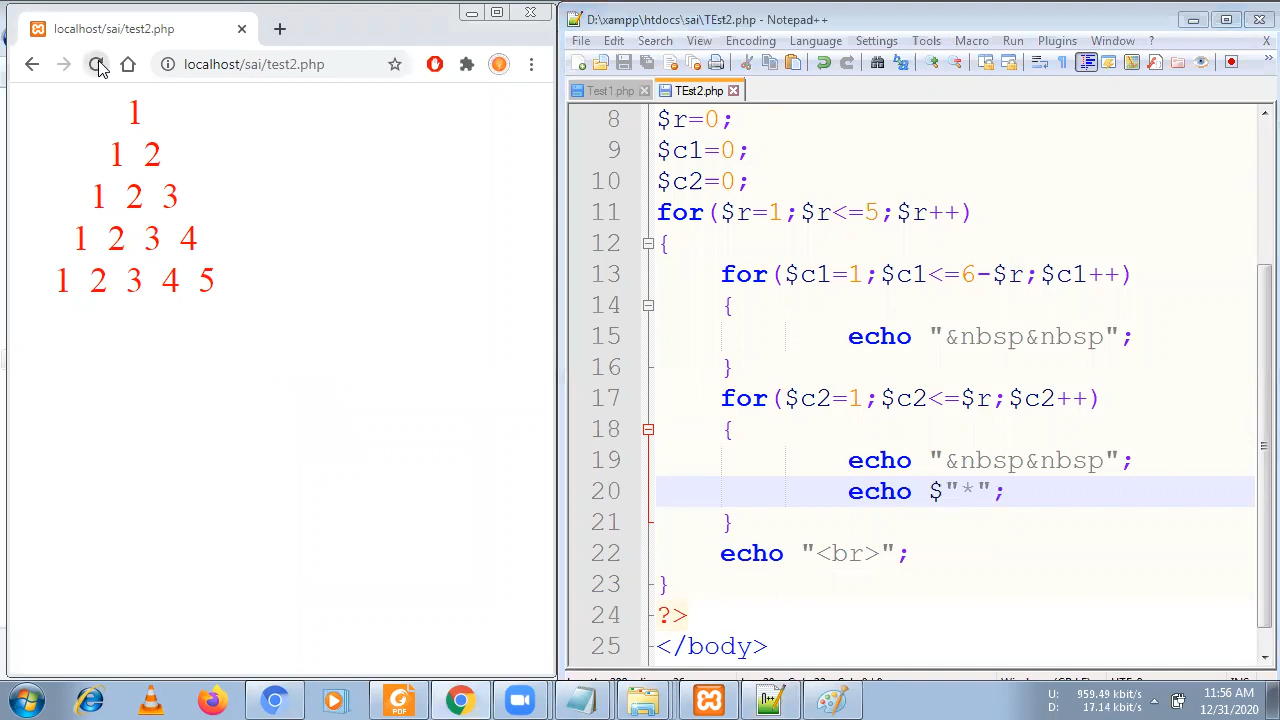 localhost/sai/test2.php
localhost/sai/test2.php
1
1 2
1 2 3
1 2 3 4
1 2 3 4 5
D:\xampp\htdocs\sai\TEst2.php - Notepad++
File Edit Search View Encoding Language Settings Tools Macro Run Plugins Window ? X
Test1.php TEst2.php
8 $r=0;
9 $c1=0;
10 $c2=0;
11 for($r=1;$r<=5;$r++)
12 {
13 for($c1=1;$c1<=6-$r;$c1++)
14 {
15 echo "&nbsp&nbsp";
16 }
17 for($c2=1;$c2<=$r;$c2++)
18 {
19 echo "&nbsp&nbsp";
20 echo $"*";
21 }
22 echo "<br>";
23 }
24 ?>
25 </body>
PDF
U: 959.49 kbit/s
D: 17.14 kbit/s
11:56 AM
12/31/2020